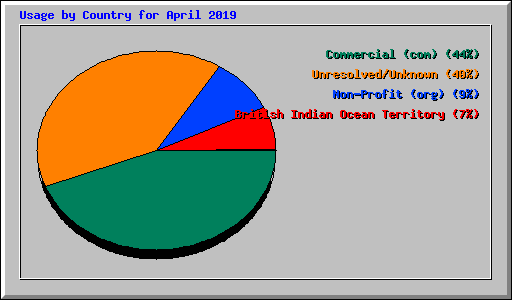 Usage by Country for April 2019
Commercial (com) (44%)
Unresolved/Unknown (40%)
Non-Profit (org) (9%)
British Indian Ocean Territory (7%)